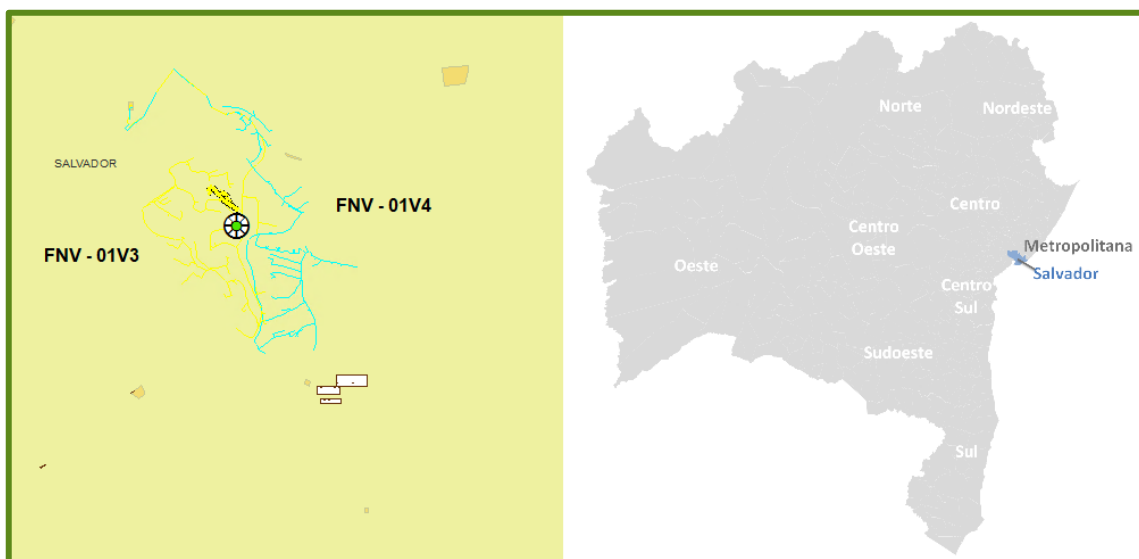 SALVADOR
FNV - 01V4
FNV - 01V3
Norte
Nordeste
Centro
Centro
Oeste
Metropolitana
Oeste
Salvador
Centro
Sul
Sudoeste
Sul